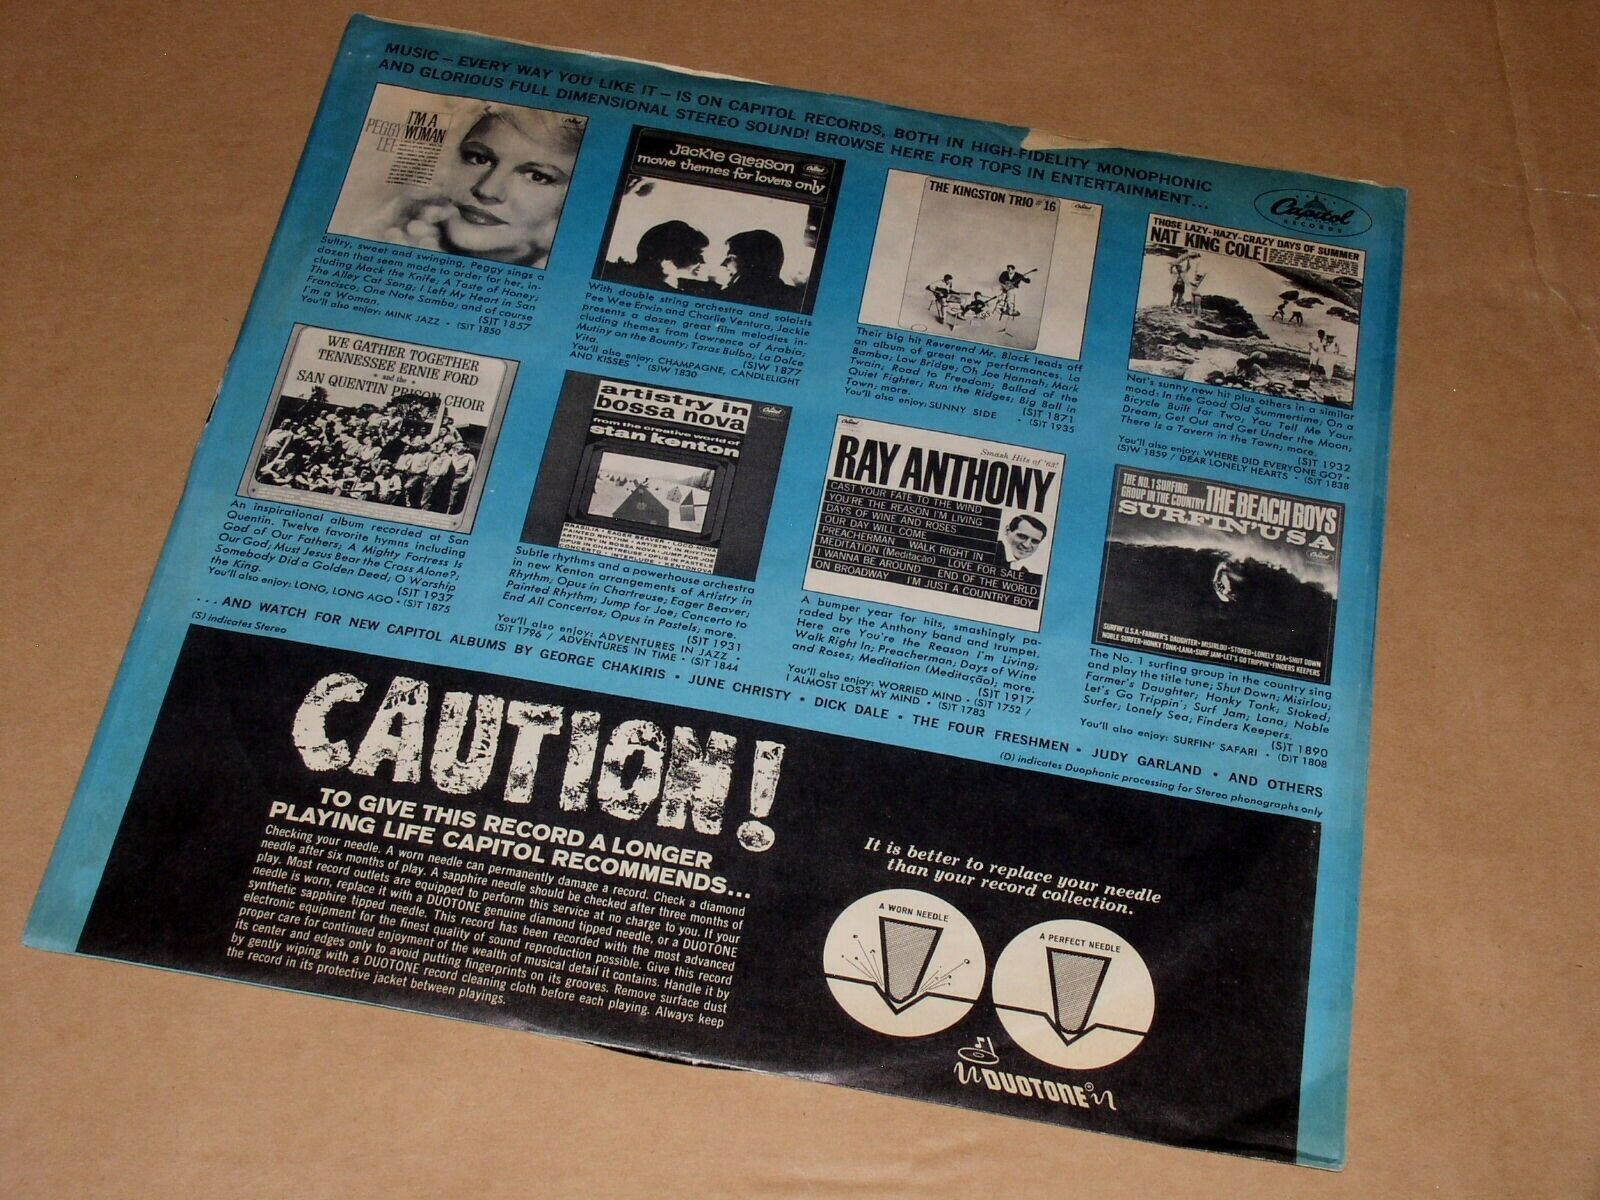 MUSIC – EVERY WAY YOU LIKE IT – IS ON CAPITOL RECORDS, BOTH IN HIGH-FIDELITY MONOPHONIC
AND GLORIOUS FULL DIMENSIONAL STEREO SOUND! BROWSE HERE FOR TOPS IN ENTERTAINMENT...
Capitol
RECORDS
I'M A
WOMAN
PEGGY
LEE
Sultry, sweet and swinging, Peggy sings a
dozen that seem made to order for her, in-
cluding Mack the Knife; A Taste of Honey;
The Alley Cat Song; I Left My Heart in San
Francisco; One Note Samba; and of course
I'm a Woman.
(S)T 1857
You'll also enjoy: MINK JAZZ • (S)T 1850
Jackie Gleason
movie themes for lovers only
With double string orchestra and soloists
Pee Wee Erwin and Charlie Ventura, Jackie
presents a dozen great film melodies in-
cluding themes from Lawrence of Arabia;
Mutiny on the Bounty; Taras Bulba; La Dolce
Vita.
(S)W 1877
You'll also enjoy: CHAMPAGNE, CANDLELIGHT
AND KISSES • (S)W 1830
THE KINGSTON TRIO #16
Their big hit Reverend Mr. Black leads off
an album of great new performances. La
Bamba; Low Bridge; Oh Joe Hannah; Mark
Twain; Road to Freedom; Ballad of the
Quiet Fighter; Run the Ridges; Big Ball in
Town; more.
(S)T 1871
You'll also enjoy: SUNNY SIDE • (S)T 1935
THOSE LAZY-HAZY-CRAZY DAYS OF SUMMER
NAT KING COLE!
Nat's sunny new hit plus others in a similar
mood: In the Good Old Summertime; On a
Bicycle Built for Two; You Tell Me Your
Dream; Get Out and Get Under the Moon;
There Is a Tavern in the Town; more.
(S)T 1932
You'll also enjoy: WHERE DID EVERYONE GO? •
(S)W 1859 / DEAR LONELY HEARTS • (S)T 1838
WE GATHER TOGETHER
TENNESSEE ERNIE FORD
and the
SAN QUENTIN PRISON CHOIR
An inspirational album recorded at San
Quentin. Twelve favorite hymns including
God of Our Fathers; A Mighty Fortress Is
Our God; Must Jesus Bear the Cross Alone?;
Somebody Did a Golden Deed; O Worship
the King.
(S)T 1937
You'll also enjoy: LONG, LONG AGO • (S)T 1875
artistry in
bossa nova
from the creative world of
stan kenton
Subtle rhythms and a powerhouse orchestra
in new Kenton arrangements of Artistry in
Rhythm; Opus in Chartreuse; Eager Beaver;
Painted Rhythm; Jump for Joe; Concerto to
End All Concertos; Opus in Pastels; more.
(S)T 1931
You'll also enjoy: ADVENTURES IN JAZZ •
(S)T 1796 / ADVENTURES IN TIME • (S)T 1844
Smash Hits of '63!
RAY ANTHONY
CAST YOUR FATE TO THE WIND
YOU'RE THE REASON I'M LIVING
DAYS OF WINE AND ROSES
OUR DAY WILL COME
PREACHERMAN WALK RIGHT IN
MEDITATION (Meditacao) LOVE FOR SALE
I WANNA BE AROUND END OF THE WORLD
ON BROADWAY I'M JUST A COUNTRY BOY
A bumper year for hits, smashingly pa-
raded by the Anthony band and trumpet.
Here are You're the Reason I'm Living;
Walk Right In; Preacherman; Days of Wine
and Roses; Meditation (Meditação); more.
(S)T 1917
You'll also enjoy: WORRIED MIND • (S)T 1752 /
I ALMOST LOST MY MIND • (S)T 1783
THE NO. 1 SURFING
GROUP IN THE COUNTRY
THE BEACH BOYS
SURFIN' USA
SURFIN' U.S.A. • FARMER'S DAUGHTER • MISIRLOU • STOKED • LONELY SEA • SHUT DOWN
NOBLE SURFER • HONKY TONK • LANA • SURF JAM • LET'S GO TRIPPIN' • FINDERS KEEPERS
The No. 1 surfing group in the country sing
and play the title tune; Shut Down; Misirlou;
Farmer's Daughter; Honky Tonk; Stoked;
Let's Go Trippin'; Surf Jam; Lana; Noble
Surfer; Lonely Sea; Finders Keepers.
(S)T 1890
You'll also enjoy: SURFIN' SAFARI • (D)T 1808
...AND WATCH FOR NEW CAPITOL ALBUMS BY GEORGE CHAKIRIS • JUNE CHRISTY • DICK DALE • THE FOUR FRESHMEN • JUDY GARLAND • AND OTHERS
(S) indicates Stereo
(D) indicates Duophonic processing for Stereo phonographs only
CAUTION!
TO GIVE THIS RECORD A LONGER
PLAYING LIFE CAPITOL RECOMMENDS...
Checking your needle. A worn needle can permanently damage a record. Check a diamond
needle after six months of play. A sapphire needle should be checked after three months of
play. Most record outlets are equipped to perform this service at no charge to you. If your
needle is worn, replace it with a DUOTONE genuine diamond tipped needle, or a DUOTONE
synthetic sapphire tipped needle. This record has been recorded with the most advanced
electronic equipment for the finest quality of sound reproduction possible. Give this record
proper care for continued enjoyment of the wealth of musical detail it contains. Handle it by
its center and edges only to avoid putting fingerprints on its grooves. Remove surface dust
by gently wiping with a DUOTONE record cleaning cloth before each playing. Always keep
the record in its protective jacket between playings.
It is better to replace your needle
than your record collection.
A WORN NEEDLE
A PERFECT NEEDLE
DUOTONE®